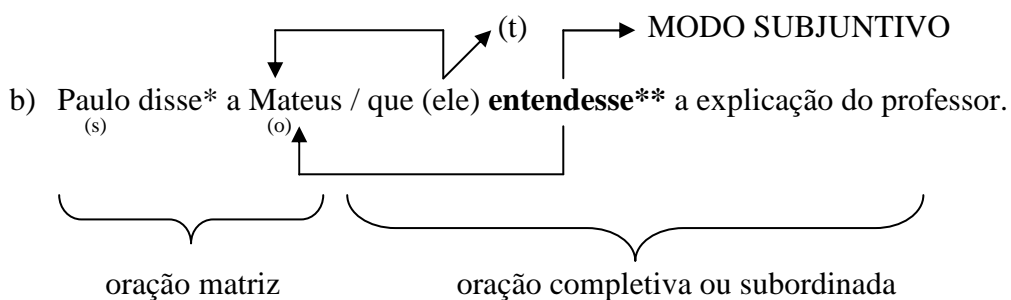 (t) MODO SUBJUNTIVO
b) Paulo disse* a Mateus / que (ele) entendesse** a explicação do professor.
(s) (o)
oração matriz oração completiva ou subordinada